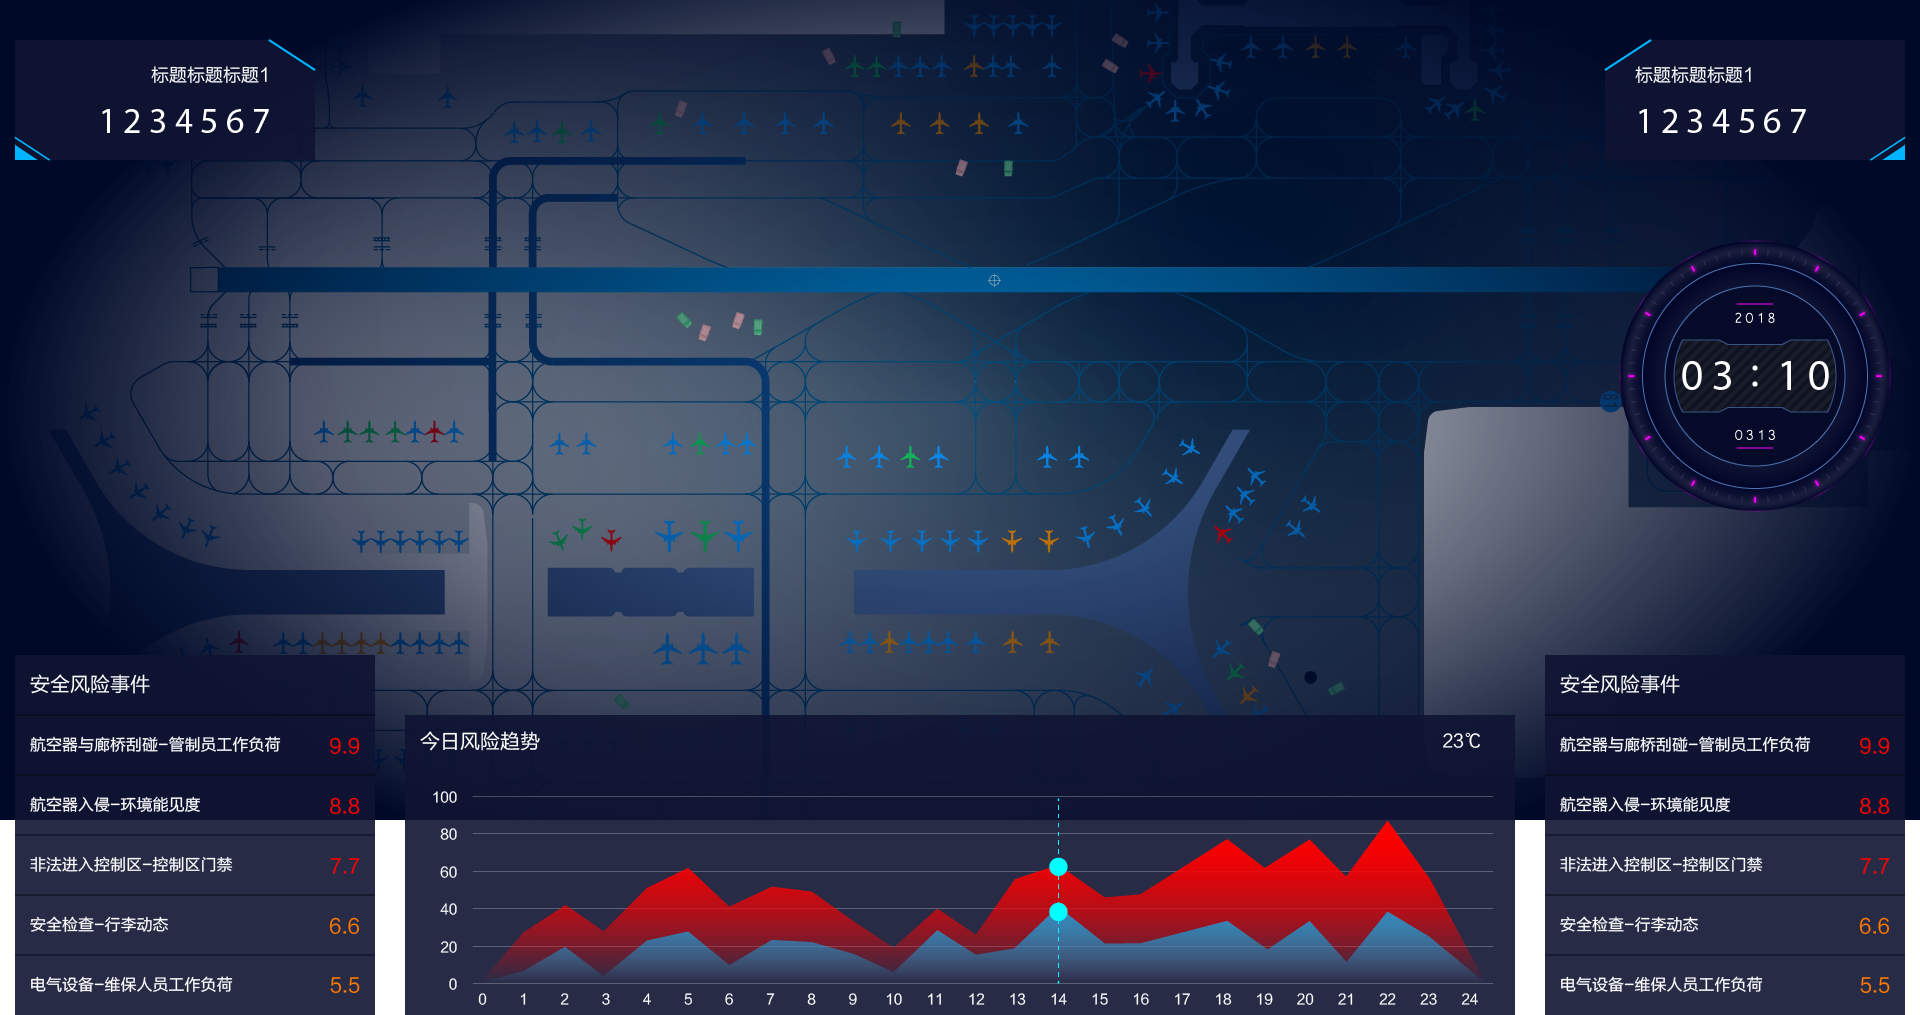 标题标题标题1
1234567
标题标题标题1
1234567
2018
03:10
0313
安全风险事件
航空器与廊桥刮碰-管制员工作负荷 9.9
航空器入侵-环境能见度 8.8
非法进入控制区-控制区门禁 7.7
安全检查-行李动态 6.6
电气设备-维保人员工作负荷 5.5
今日风险趋势 23℃
100
80
60
40
20
0
0 1 2 3 4 5 6 7 8 9 10 11 12 13 14 15 16 17 18 19 20 21 22 23 24
安全风险事件
航空器与廊桥刮碰-管制员工作负荷 9.9
航空器入侵-环境能见度 8.8
非法进入控制区-控制区门禁 7.7
安全检查-行李动态 6.6
电气设备-维保人员工作负荷 5.5